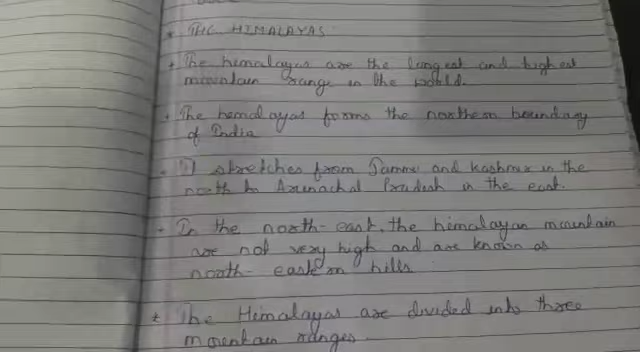 * THE HIMALAYAS
* The himalayas are the longest and highest
mountain range in the world.
* The hemalayas forms the northern boundary
of India
* It stretches from Jammu and Kashmir in the
north to Arunachal Pradesh in the east.
* In the north-east, the himalayan mountain
are not very high and are known as
north-eastern hills
* The Himalayas are divided into three
mountain ranges.